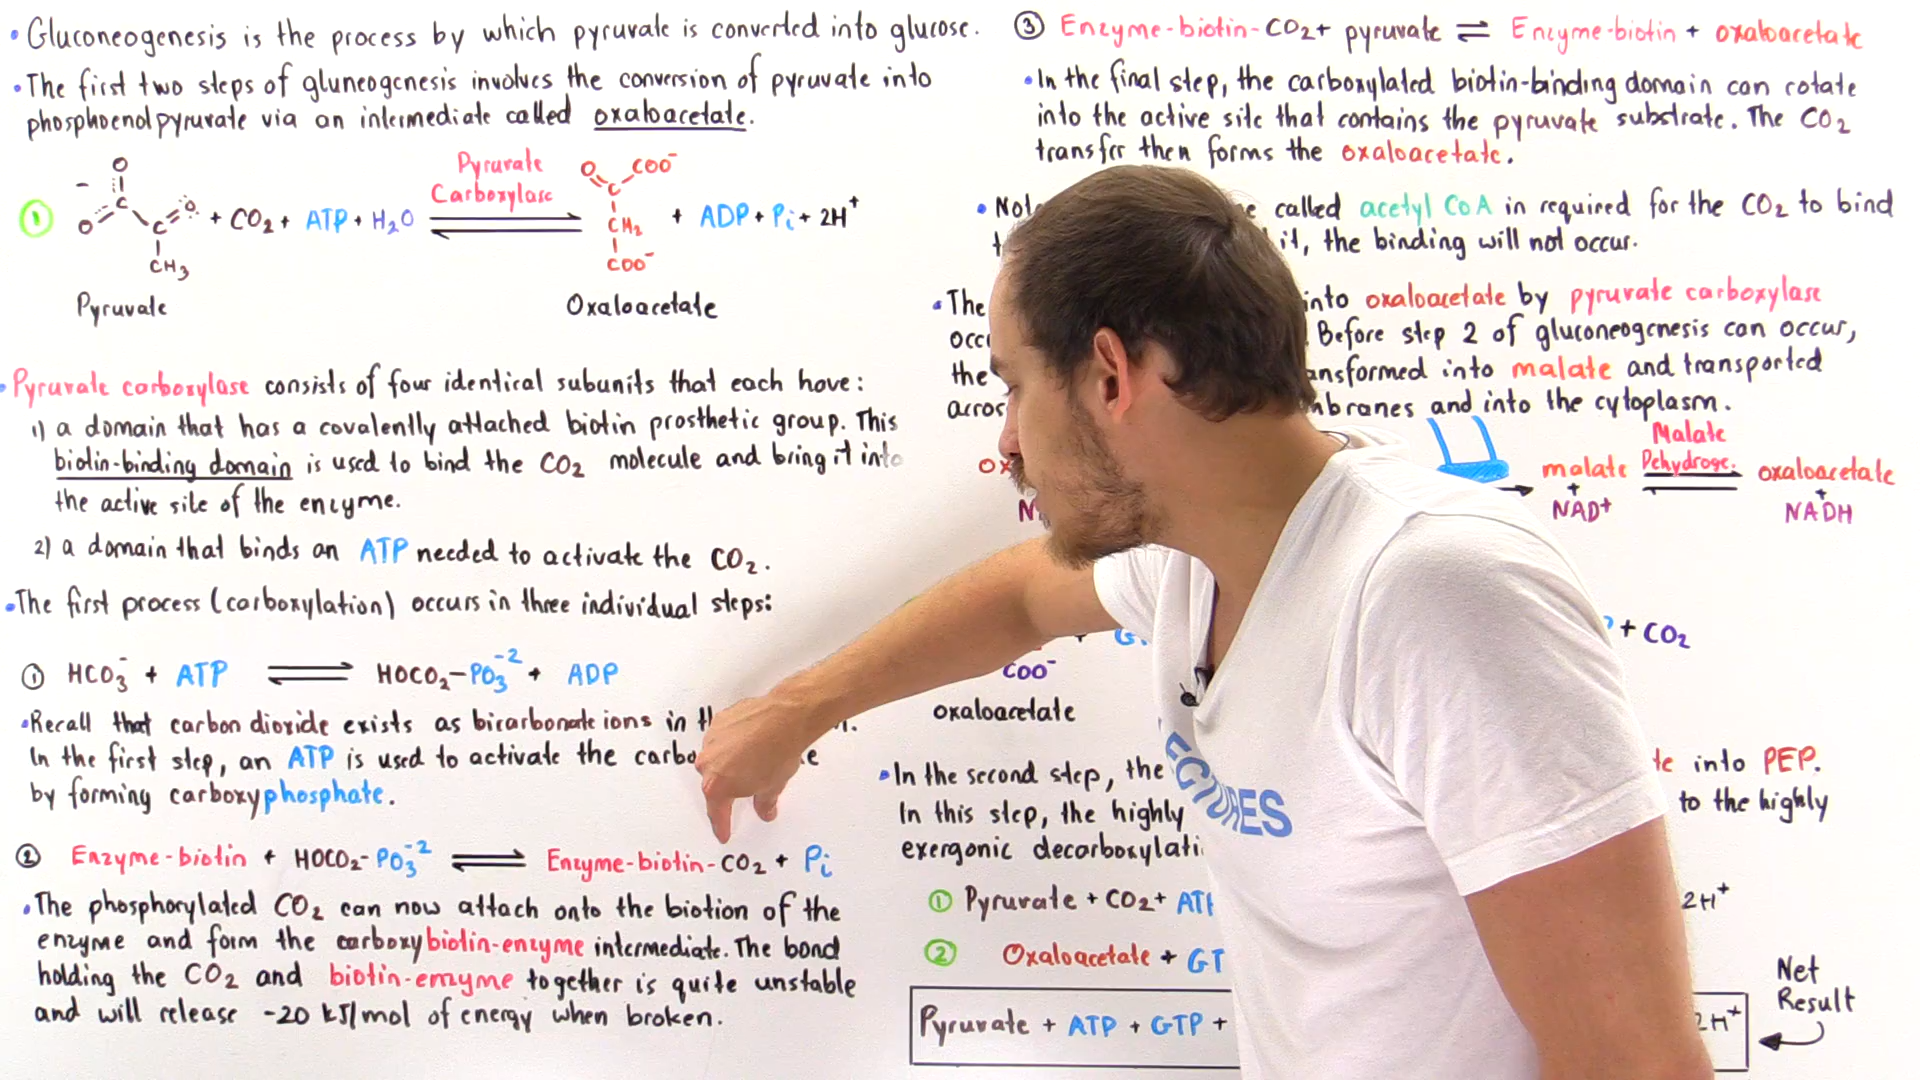 • Gluconeogenesis is the process by which pyruvate is converted into glucose.
• The first two steps of gluneogenesis involves the conversion of pyruvate into
phosphoenolpyruvate via an intermediate called oxaloacetate.
Pyruvate
Carboxylase
① + CO2 + ATP + H2O ⇌ + ADP + Pi + 2H+
O
-
O C O
C
CH3
O COO-
C
CH2
COO-
Pyruvate
Oxaloacetate
• Pyruvate carboxylase consists of four identical subunits that each have:
1) a domain that has a covalently attached biotin prosthetic group. This
biotin-binding domain is used to bind the CO2 molecule and bring it into
the active site of the enzyme.
2) a domain that binds an ATP needed to activate the CO2.
• The first process (carboxylation) occurs in three individual steps:
① HCO3- + ATP ⇌ HOCO2-PO3-2 + ADP
• Recall that carbon dioxide exists as bicarbonate ions in
In the first step, an ATP is used to activate the
by forming carboxyphosphate.
② Enzyme-biotin + HOCO2-PO3-2 ⇌ Enzyme-biotin-CO2 + Pi
• The phosphorylated CO2 can now attach onto the biotion of the
enzyme and form the carboxybiotin-enzyme intermediate. The bond
holding the CO2 and biotin-emzyme together is quite unstable
and will release -20 kJ/mol of energy when broken.
③ Enzyme-biotin-CO2 + pyruvate ⇌ Enzyme-biotin + oxaloacetate
• In the final step, the carboxylated biotin-binding domain can rotate
into the active site that contains the pyruvate substrate. The CO2
transfer then forms the oxaloacetate.
• called acetyl CoA in required for the CO2 to bind
it, the binding will not occur.
• The into oxaloacetate by pyruvate carboxylase
Before step 2 of gluconeogenesis can occur,
the into malate and transported
and into the cytoplasm.
Malate
Dehydroge.
malate ⇌ oxaloacetate
+ +
NAD+ NADH
+ CO2
COO-
oxaloacetate
• In the second step, the into PEP.
In this step, the highly to the highly
exergonic
① Pyruvate + CO2 + 2H+
② Oxaloacetate +
Pyruvate + ATP + GTP + 2H+
Net
Result